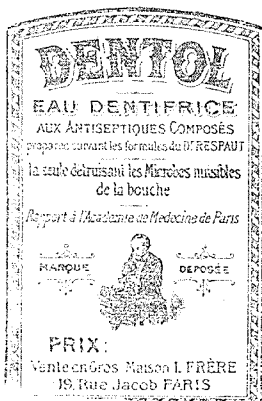 DENTOL
EAU DENTIFRICE
AUX ANTISEPTIQUES COMPOSÉS
préparée suivant les formules du Dr RESPAUT
la seule détruisant les Microbes nuisibles
de la bouche
Rapport à l'Academie de Médecine de Paris
MARQUE DEPOSÉE
PRIX:
Vente en Gros Maison L. FRÈRE
19, Rue Jacob PARIS